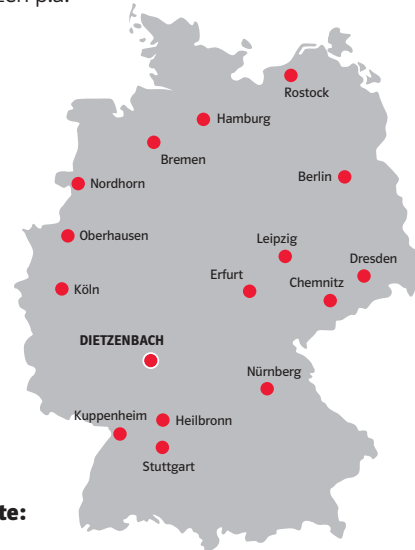 Rostock
Hamburg
Bremen
Berlin
Nordhorn
Oberhausen
Leipzig
Dresden
Erfurt
Chemnitz
Köln
DIETZENBACH
Nürnberg
Kuppenheim
Heilbronn
Stuttgart